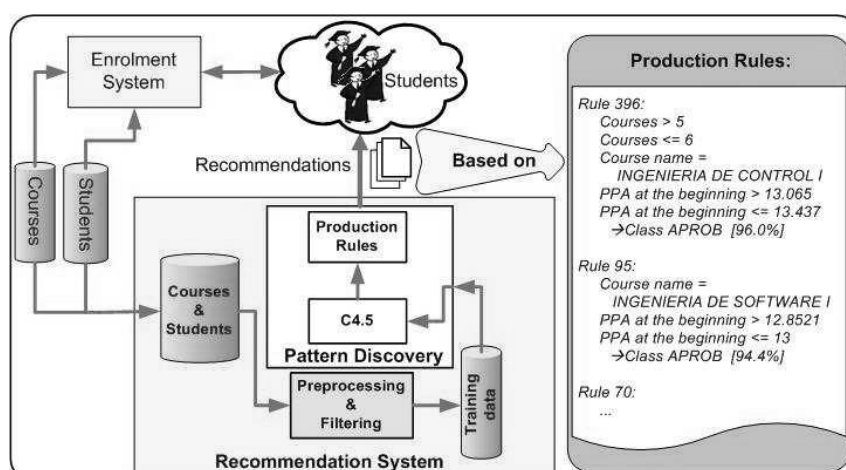 Enrolment
System
Students
Courses
Students
Recommendations
Based on
Production
Rules
Courses
&
Students
C4.5
Pattern Discovery
Preprocessing
&
Filtering
Training
data
Recommendation System
Production Rules:
Rule 396:
Courses > 5
Courses <= 6
Course name =
INGENIERIA DE CONTROL I
PPA at the beginning > 13.065
PPA at the beginning <= 13.437
→Class APROB [96.0%]
Rule 95:
Course name =
INGENIERIA DE SOFTWARE I
PPA at the beginning > 12.8521
PPA at the beginning <= 13
→Class APROB [94.4%]
Rule 70:
...